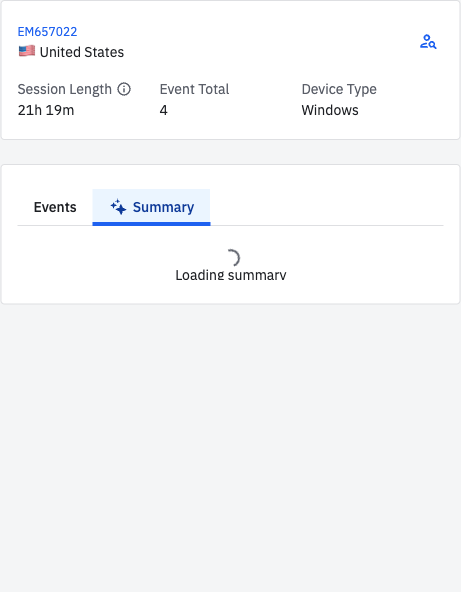 EM657022
United States
Session Length
Event Total
Device Type
21h 19m
4
Windows
Events
Summary
Loading summary